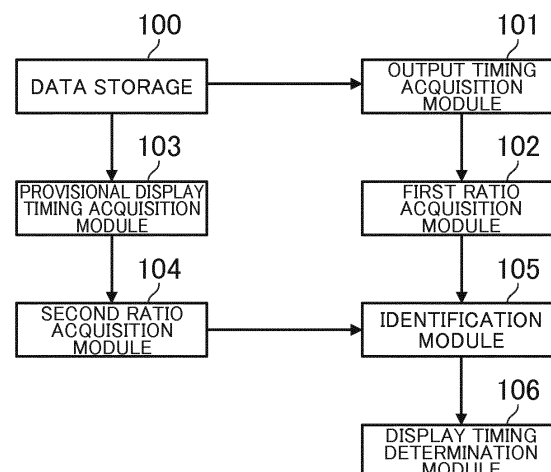 100
DATA STORAGE
101
OUTPUT TIMING
ACQUISITION
MODULE
103
PROVISIONAL DISPLAY
TIMING ACQUISITION
MODULE
102
FIRST RATIO
ACQUISITION
MODULE
104
SECOND RATIO
ACQUISITION
MODULE
105
IDENTIFICATION
MODULE
106
DISPLAY TIMING
DETERMINATION
MODULE